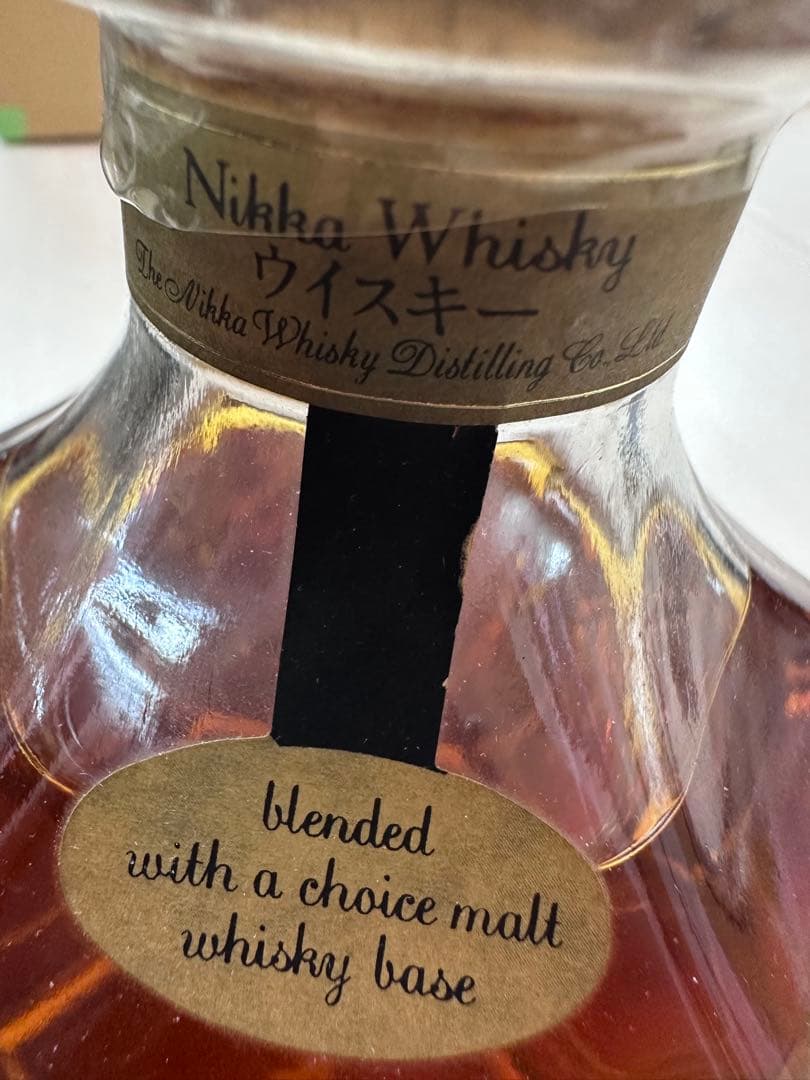 Nikka Whisky
ウイスキー
The Nikka Whisky Distilling Co., Ltd
blended
with a choice malt
whisky base